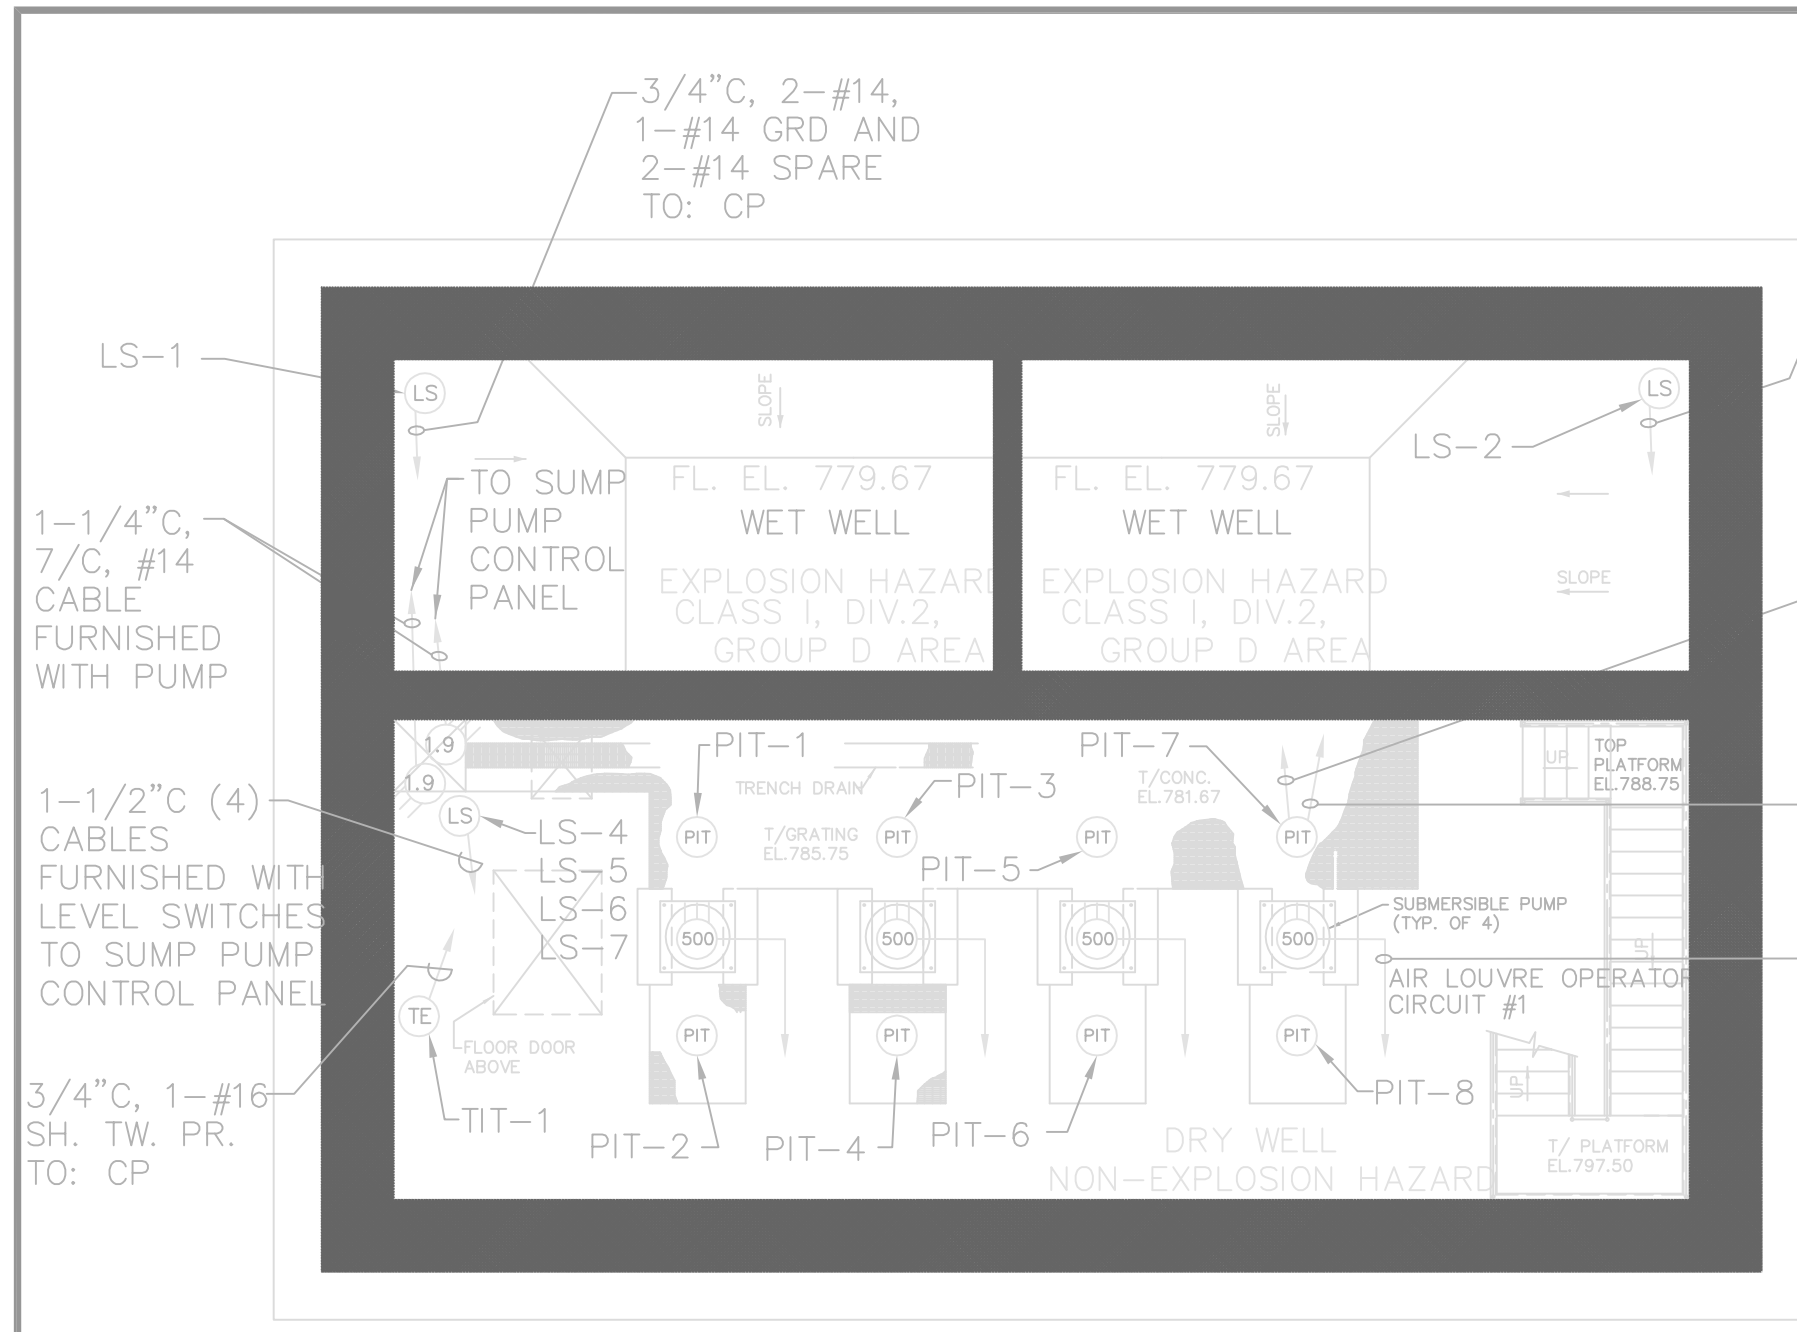 3/4"C, 2-#14,
1-#14 GRD AND
2-#14 SPARE
TO: CP
LS-1
LS
SLOPE
SLOPE
LS
LS-2
TO SUMP
PUMP
CONTROL
PANEL
FL. EL. 779.67
WET WELL
EXPLOSION HAZARD
CLASS I, DIV.2,
GROUP D AREA
FL. EL. 779.67
WET WELL
EXPLOSION HAZARD
CLASS I, DIV.2,
GROUP D AREA
SLOPE
1-1/4"C,
7/C, #14
CABLE
FURNISHED
WITH PUMP
1.9
1.9
PIT-1
TRENCH DRAIN
PIT-3
PIT-7
T/CONC.
EL.781.67
UP
TOP
PLATFORM
EL.788.75
1-1/2"C (4)
CABLES
FURNISHED WITH
LEVEL SWITCHES
TO SUMP PUMP
CONTROL PANEL
LS
LS-4
LS-5
LS-6
LS-7
PIT
T/GRATING
EL.785.75
PIT
PIT-5
PIT
PIT
500
500
500
500
SUBMERSIBLE PUMP
(TYP. OF 4)
UP
AIR LOUVRE OPERATOR
CIRCUIT #1
TE
FLOOR DOOR
ABOVE
PIT
PIT
PIT
PIT
UP
3/4"C, 1-#16
SH. TW. PR.
TO: CP
TIT-1
PIT-2
PIT-4
PIT-6
PIT-8
DRY WELL
NON-EXPLOSION HAZARD
T/ PLATFORM
EL.797.50